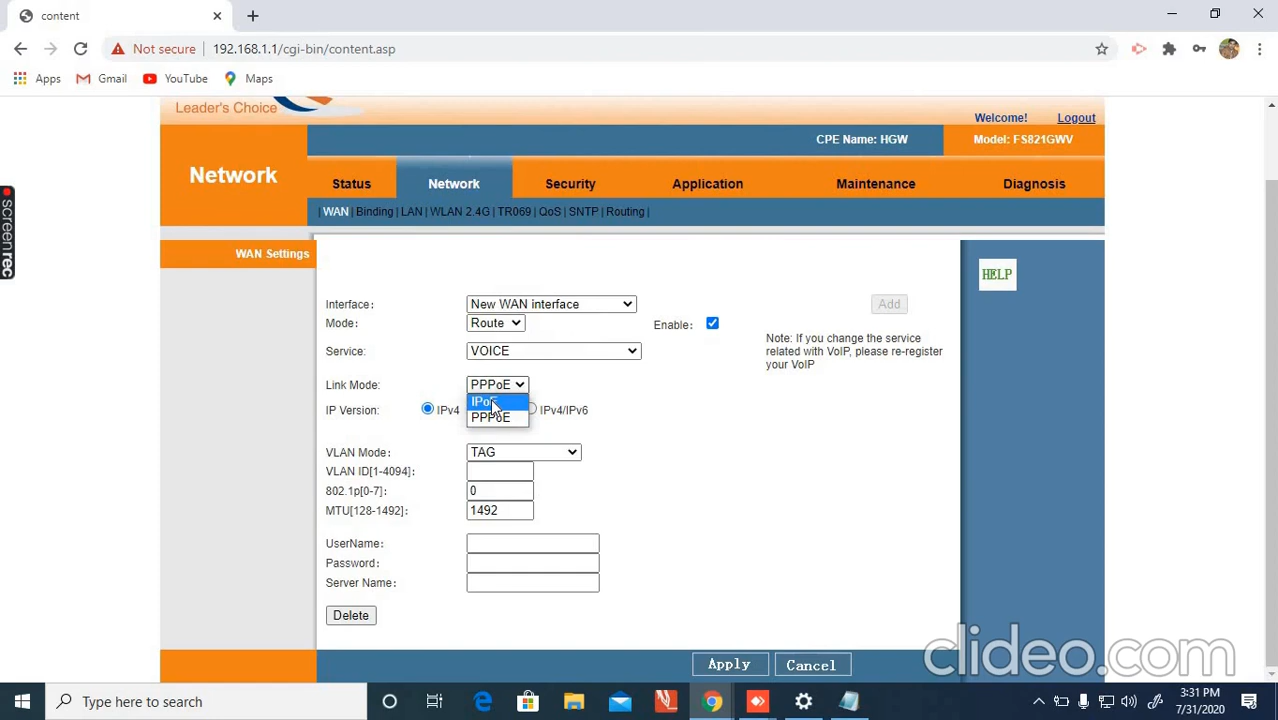 content
Not secure | 192.168.1.1/cgi-bin/content.asp
Apps Gmail YouTube Maps
Leader's Choice
Welcome! Logout
CPE Name: HGW Model: FS821GWV
Network
Status Network Security Application Maintenance Diagnosis
| WAN | Binding | LAN | WLAN 2.4G | TR069 | QoS | SNTP | Routing |
WAN Settings
HELP
Interface: New WAN interface Add
Mode: Route Enable:
Note: If you change the service
related with VoIP, please re-register
your VoIP
Service: VOICE
Link Mode: PPPoE
IPoE
PPPoE
IP Version: IPv4 IPv4/IPv6
VLAN Mode: TAG
VLAN ID[1-4094]:
802.1p[0-7]: 0
MTU[128-1492]: 1492
UserName:
Password:
Server Name:
Delete
Apply Cancel
clideo.com
screen rec
Type here to search
3:31 PM
7/31/2020